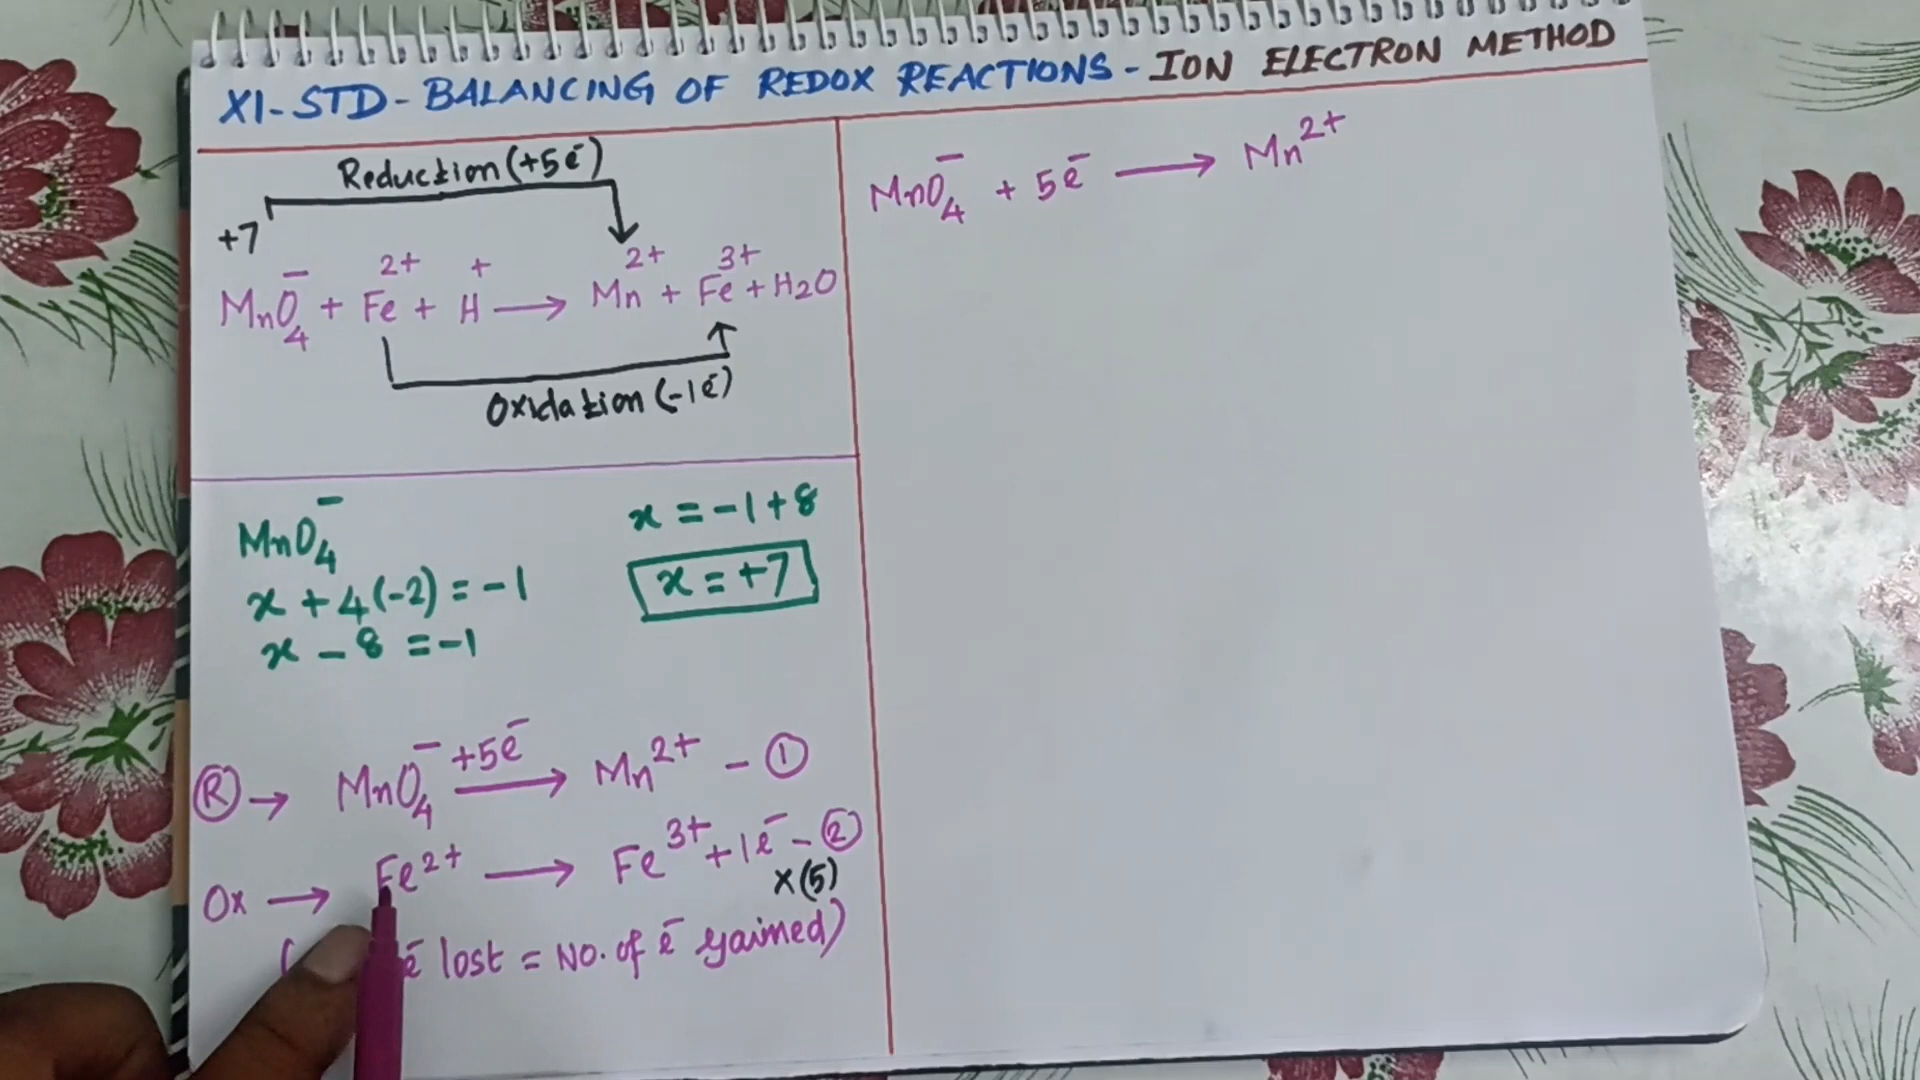 XI-STD-BALANCING OF REDOX REACTIONS - ION ELECTRON METHOD
Reduction (+5e⁻)
+7
MnO₄⁻ + Fe²⁺ + H⁺ ⟶ Mn²⁺ + Fe³⁺ + H₂O
Oxidation (-1e⁻)
MnO₄⁻
x + 4(-2) = -1
x - 8 = -1
x = -1+8
x = +7
Ⓡ → MnO₄⁻ +5e⁻ ⟶ Mn²⁺ - ①
Ox → Fe²⁺ ⟶ Fe³⁺ + 1e⁻ - ②
x(5)
( e⁻ lost = NO. of e⁻ gained)
MnO₄⁻ + 5e⁻ ⟶ Mn²⁺